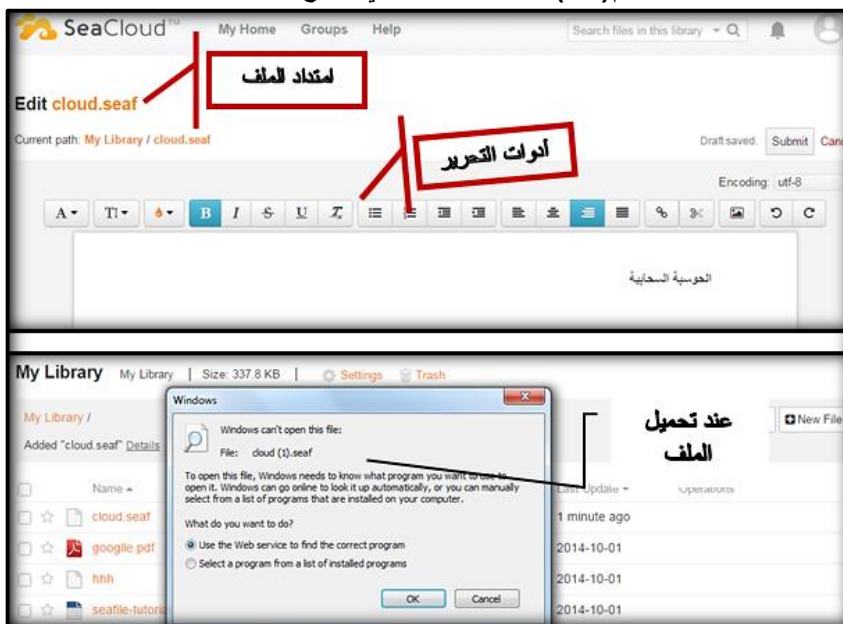 SeaCloud™ My Home Groups Help Search files in this library
امتداد الملف
Edit cloud.seaf
Current path: My Library / cloud.seaf
Draft saved. Submit
أدوات التحرير
Encoding: utf-8
A T! B I S U Tx
الحوسبة السحابية
My Library My Library | Size: 337.8 KB | Settings Trash
Windows
My Library /
New File
عند تحميل
الملف
Added "cloud.seaf" Details
Windows can't open this file:
File: cloud (1).seaf
To open this file, Windows needs to know what program you want to use to
open it. Windows can go online to look it up automatically, or you can manually
select from a list of programs that are installed on your computer.
What do you want to do?
Use the Web service to find the correct program
Select a program from a list of installed programs
OK Cancel
Name Last Update Operations
cloud.seaf 1 minute ago
googlle.pdf 2014-10-01
hhh 2014-10-01
2014-10-01